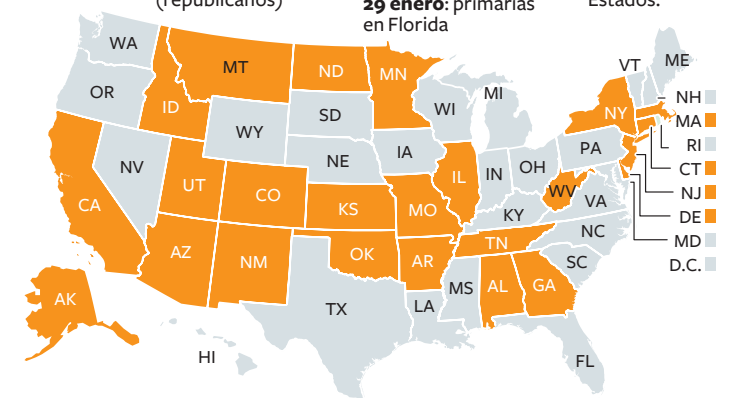 (republicanos)
29 enero: primarias
en Florida
Estados:
WA
MT
ND
MN
VT
ME
OR
ID
WY
SD
WI
MI
NY
NH
MA
RI
CT
NJ
DE
MD
D.C.
NV
UT
CO
NE
IA
IL
IN
OH
PA
WV
VA
CA
AZ
NM
KS
MO
KY
NC
TN
OK
AR
SC
AK
HI
TX
LA
MS
AL
GA
FL